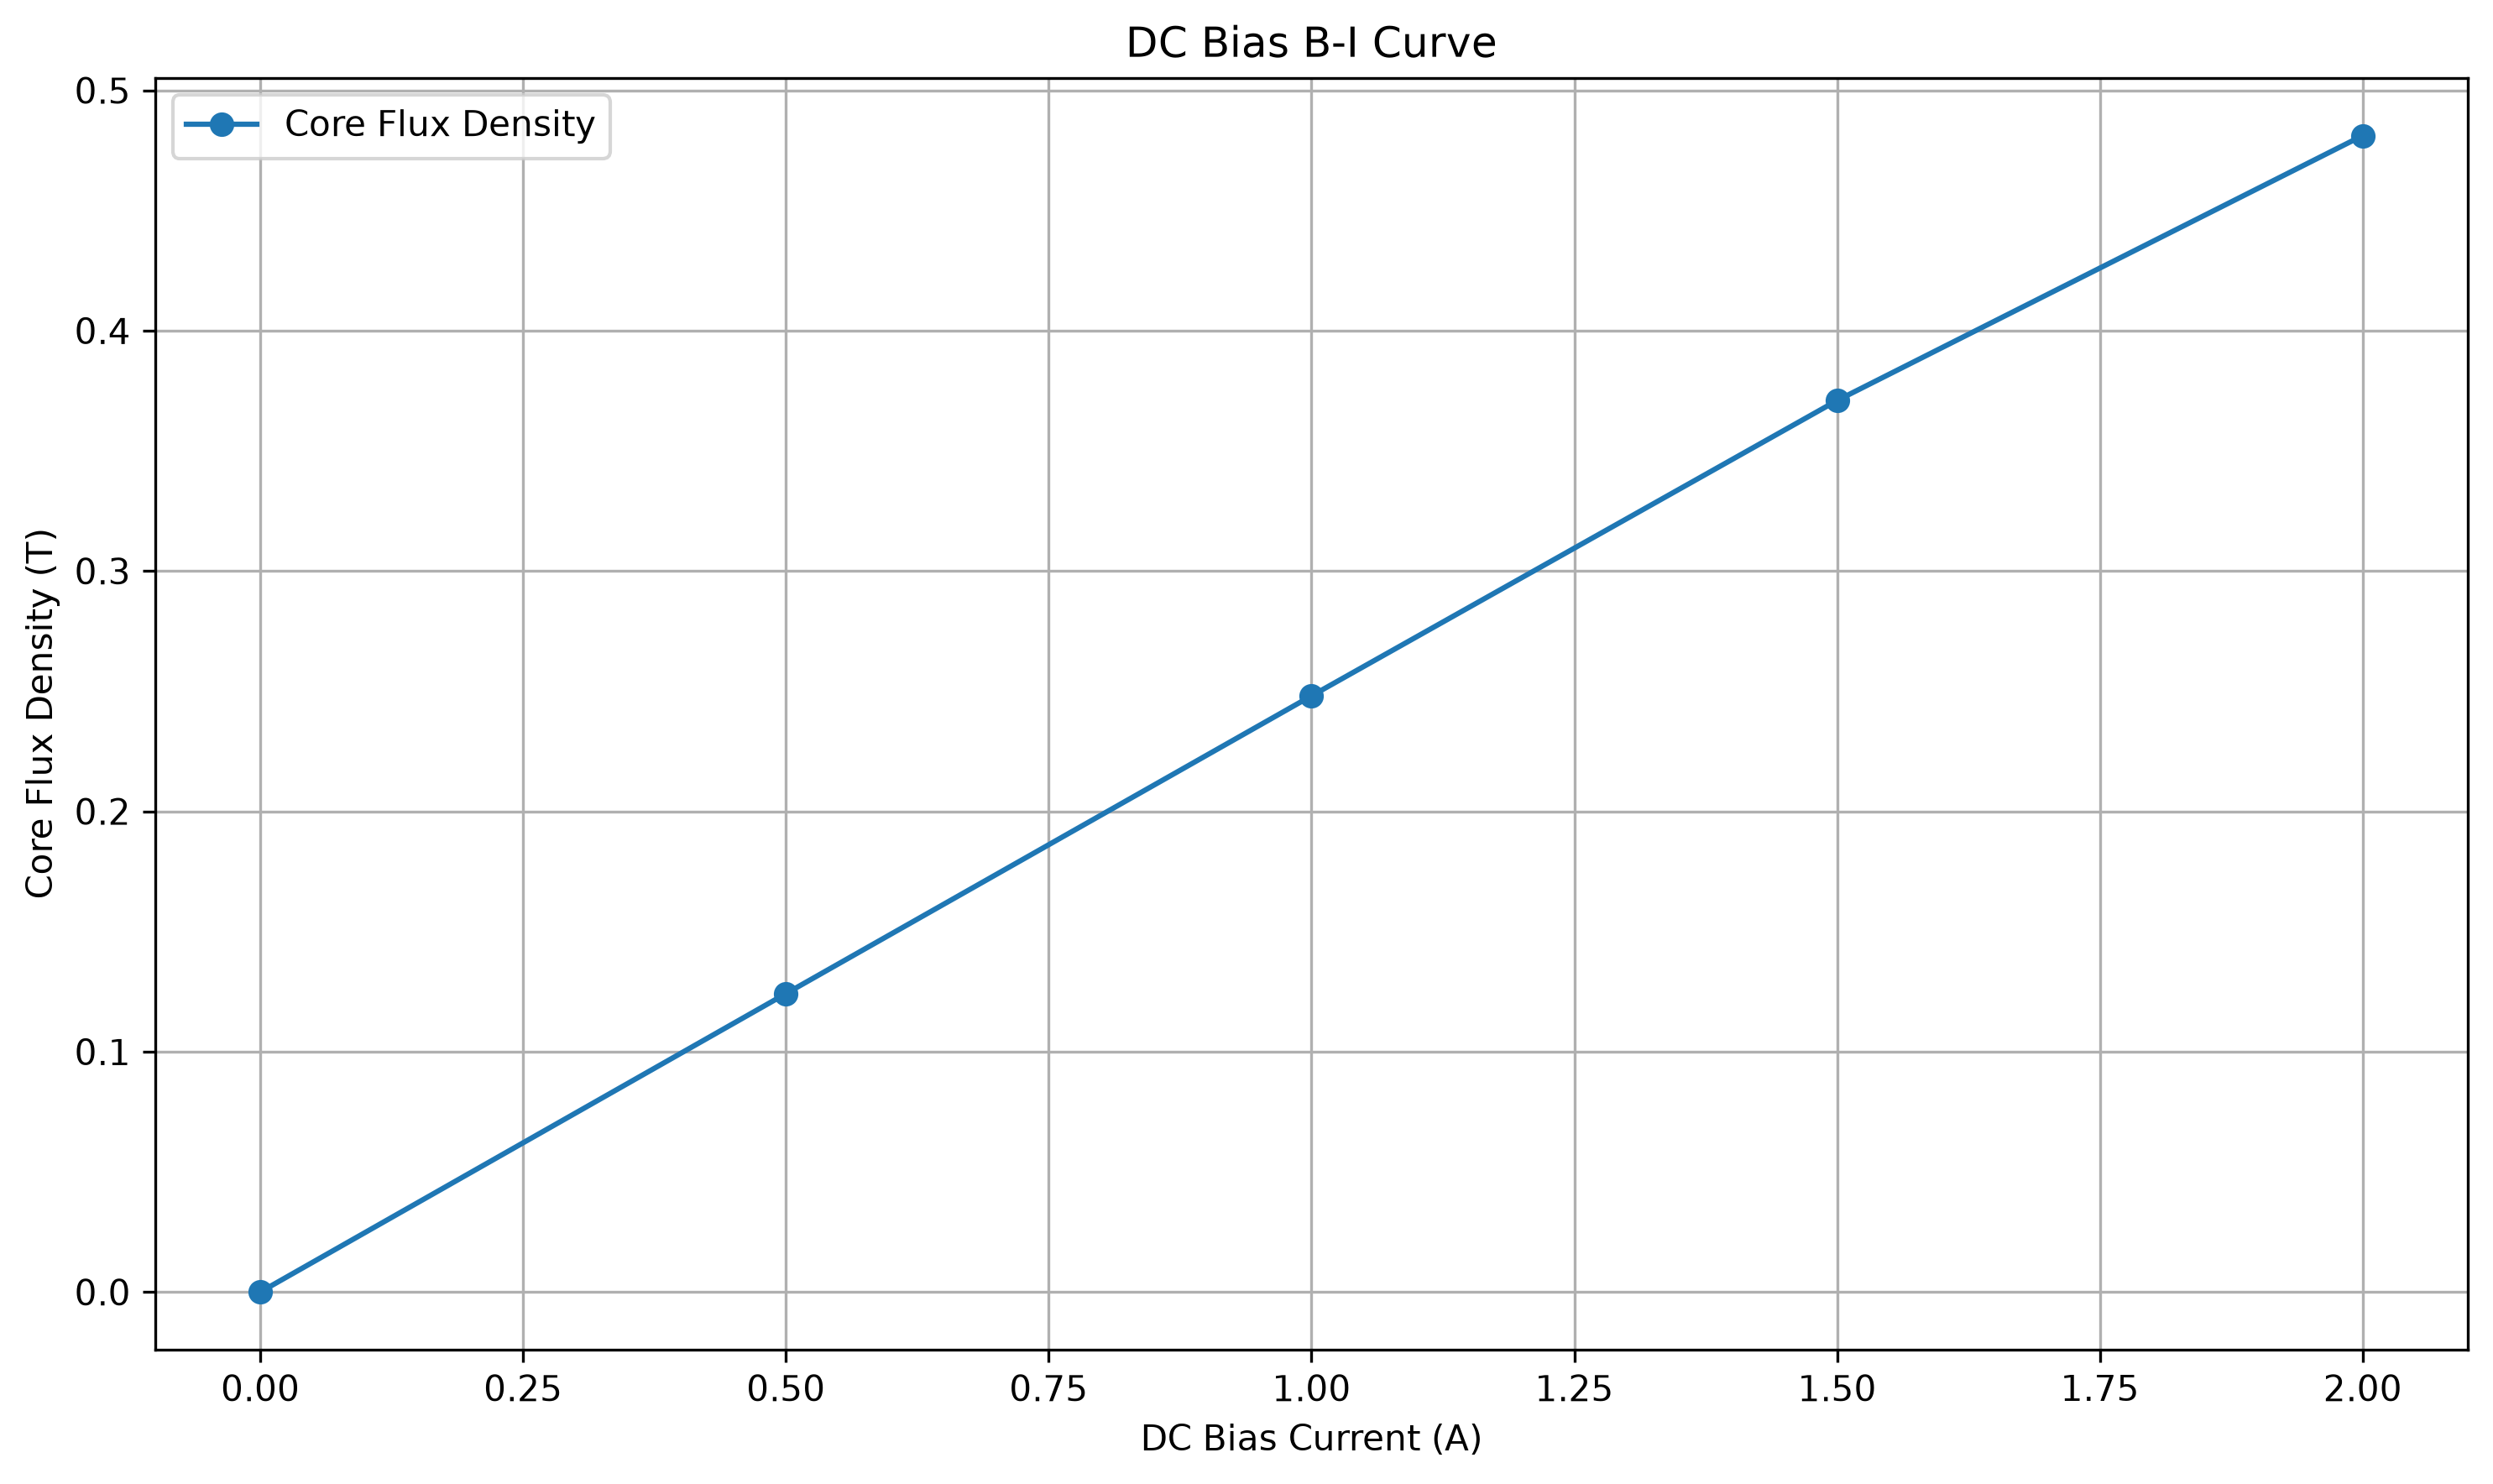 DC Bias B-I Curve
Core Flux Density
Core Flux Density (T)
0.5
0.4
0.3
0.2
0.1
0.0
0.00 0.25 0.50 0.75 1.00 1.25 1.50 1.75 2.00
DC Bias Current (A)